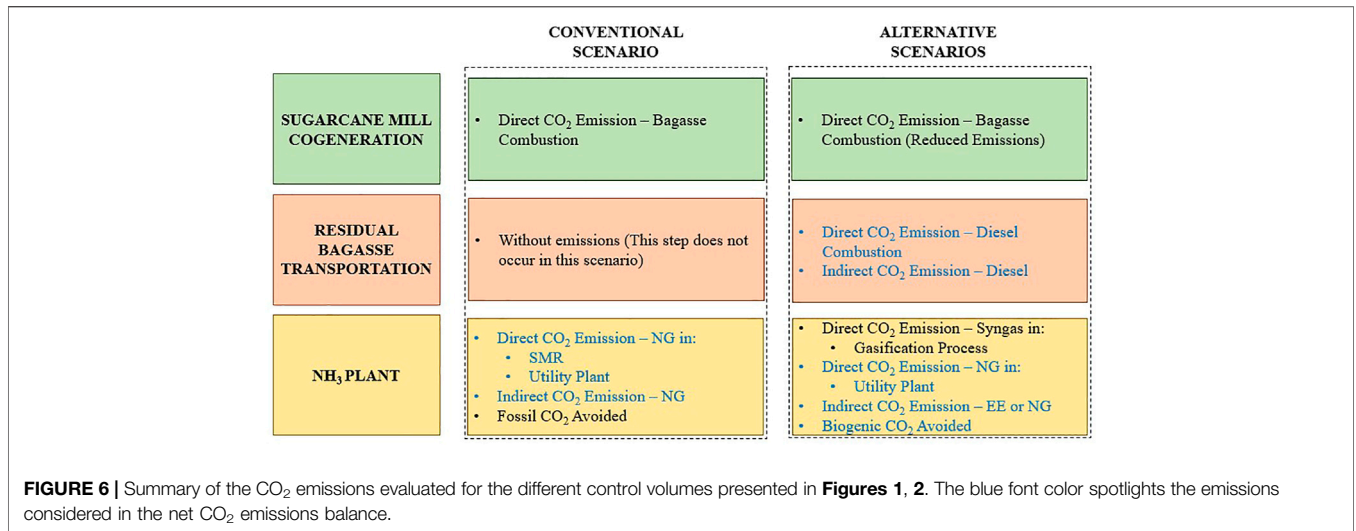 CONVENTIONAL
SCENARIO
ALTERNATIVE
SCENARIOS
SUGARCANE MILL
COGENERATION
• Direct CO₂ Emission – Bagasse
Combustion
• Direct CO₂ Emission – Bagasse
Combustion (Reduced Emissions)
RESIDUAL
BAGASSE
TRANSPORTATION
• Without emissions (This step does not
occur in this scenario)
• Direct CO₂ Emission – Diesel
Combustion
• Indirect CO₂ Emission – Diesel
NH₃ PLANT
• Direct CO₂ Emission – NG in:
• SMR
• Utility Plant
• Indirect CO₂ Emission – NG
• Fossil CO₂ Avoided
• Direct CO₂ Emission – Syngas in:
• Gasification Process
• Direct CO₂ Emission – NG in:
• Utility Plant
• Indirect CO₂ Emission – EE or NG
• Biogenic CO₂ Avoided
FIGURE 6 | Summary of the CO₂ emissions evaluated for the different control volumes presented in Figures 1, 2. The blue font color spotlights the emissions
considered in the net CO₂ emissions balance.